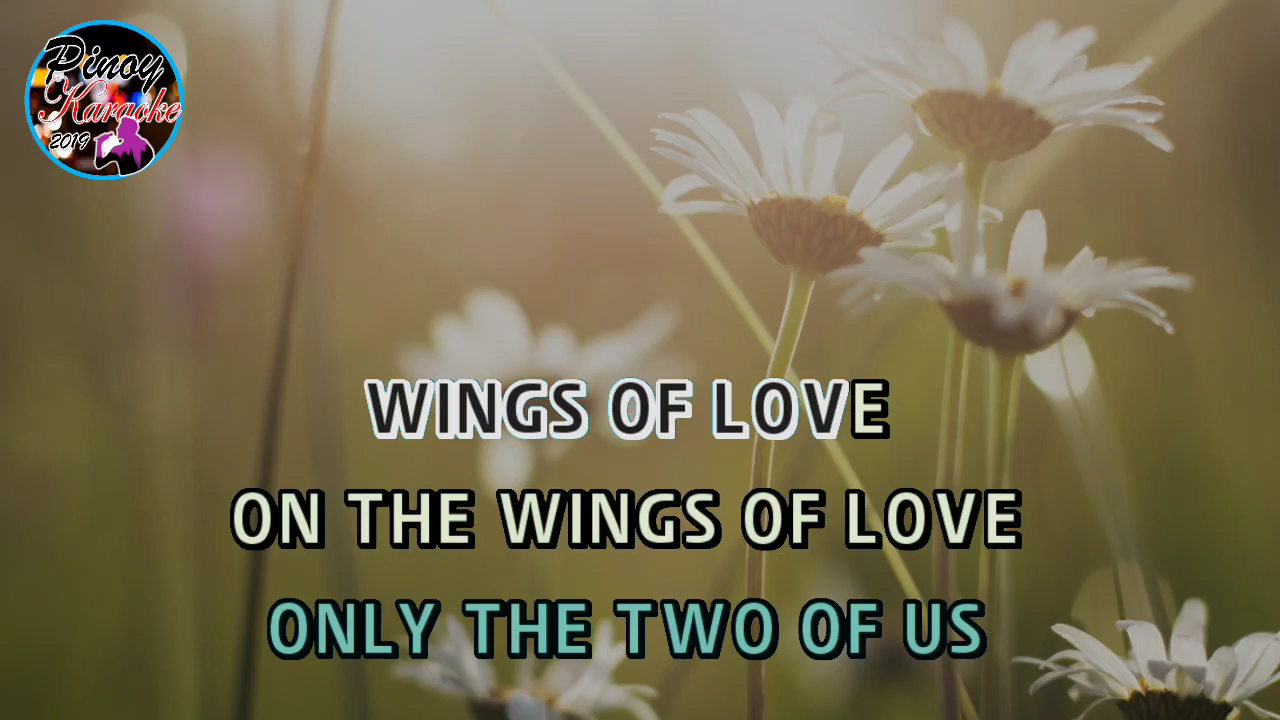 Pinoy
Karaoke
2019
WINGS OF LOVE
ON THE WINGS OF LOVE
ONLY THE TWO OF US